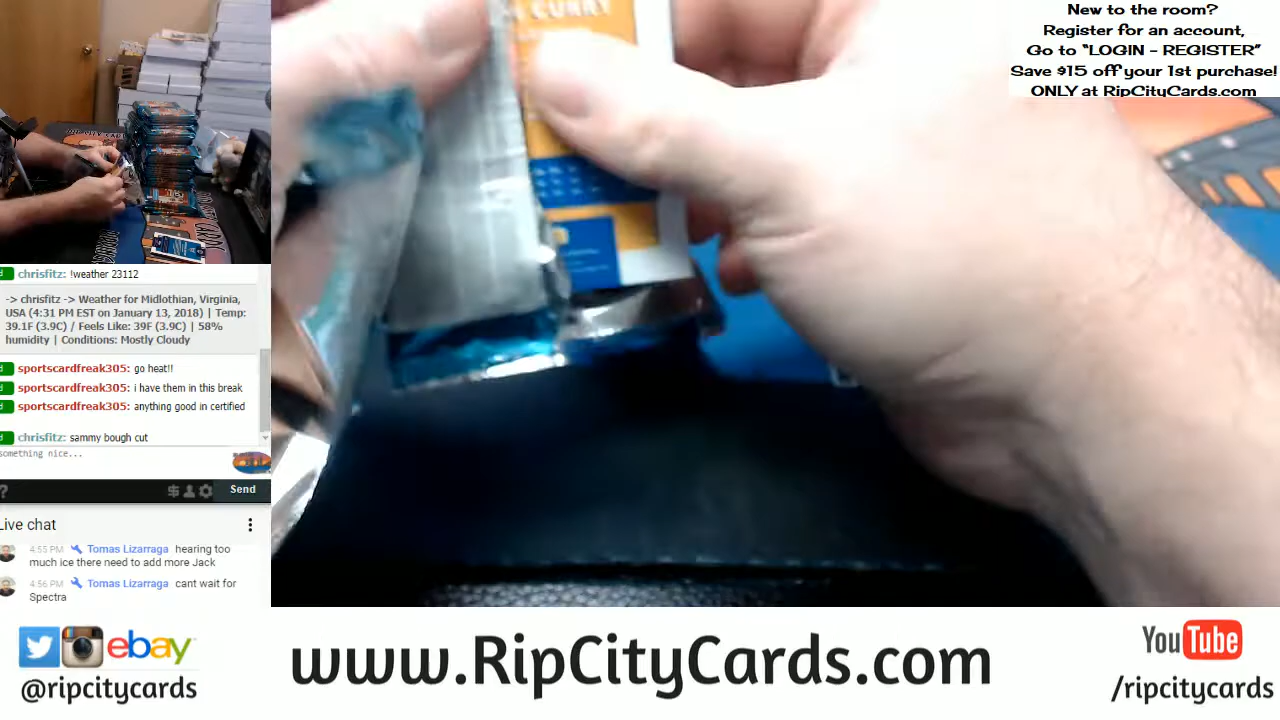 New to the room?
Register for an account,
Go to “LOGIN - REGISTER”
Save $15 off your 1st purchase!
ONLY at RipCityCards.com
CURRY
RIP CITY CARD
chrisfitz: !weather 23112
-> chrisfitz -> Weather for Midlothian, Virginia,
USA (4:31 PM EST on January 13, 2018) | Temp:
39.1F (3.9C) / Feels Like: 39F (3.9C) | 58%
humidity | Conditions: Mostly Cloudy
sportscardfreak305: go heat!!
sportscardfreak305: i have them in this break
sportscardfreak305: anything good in certified
chrisfitz: sammy bough cut
something nice...
? $ Send
Live chat
4:55 PM Tomas Lizarraga hearing too
much ice there need to add more Jack
4:56 PM Tomas Lizarraga cant wait for
Spectra
ebay
@ripcitycards
www.RipCityCards.com
YouTube
/ripcitycards